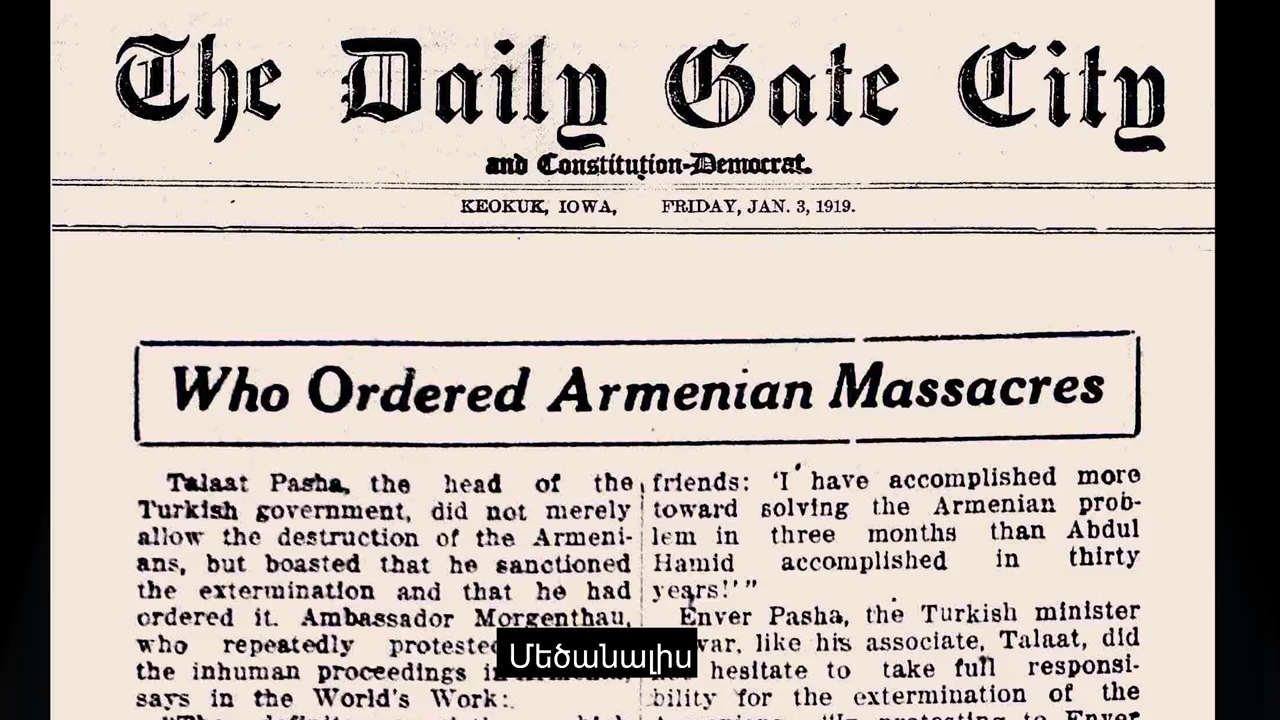 The Daily Gate City
and Constitution-Democrat.
KEOKUK, IOWA, FRIDAY, JAN. 3, 1919.
Who Ordered Armenian Massacres
Talaat Pasha, the head of the
Turkish government, did not merely
allow the destruction of the Armeni-
ans, but boasted that he sanctioned
the extermination and that he had
ordered it. Ambassador Morgenthau,
who repeatedly
the inhuman proceedings
says in the World's Work:
friends: 'I have accomplished more
toward solving the Armenian prob-
lem in three months than Abdul
Hamid accomplished in thirty
years!'"
Enver Pasha, the Turkish minister
war, like his associate, Talaat, did
hesitate to take full responsi-
bility for the extermination of the
Մեծանալիս